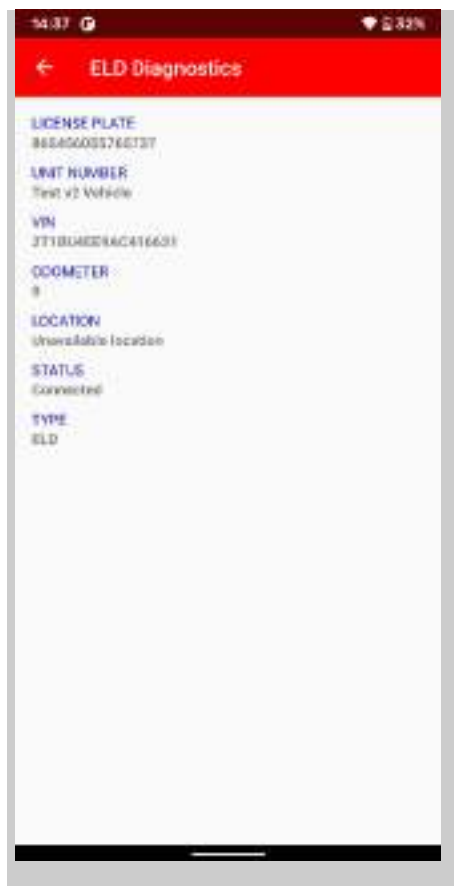 14:37 32%
ELD Diagnostics
LICENSE PLATE
UNIT NUMBER
Test v2 Vehicle
VIN
ODOMETER
0
LOCATION
Unavailable location
STATUS
Connected
TYPE
ELD